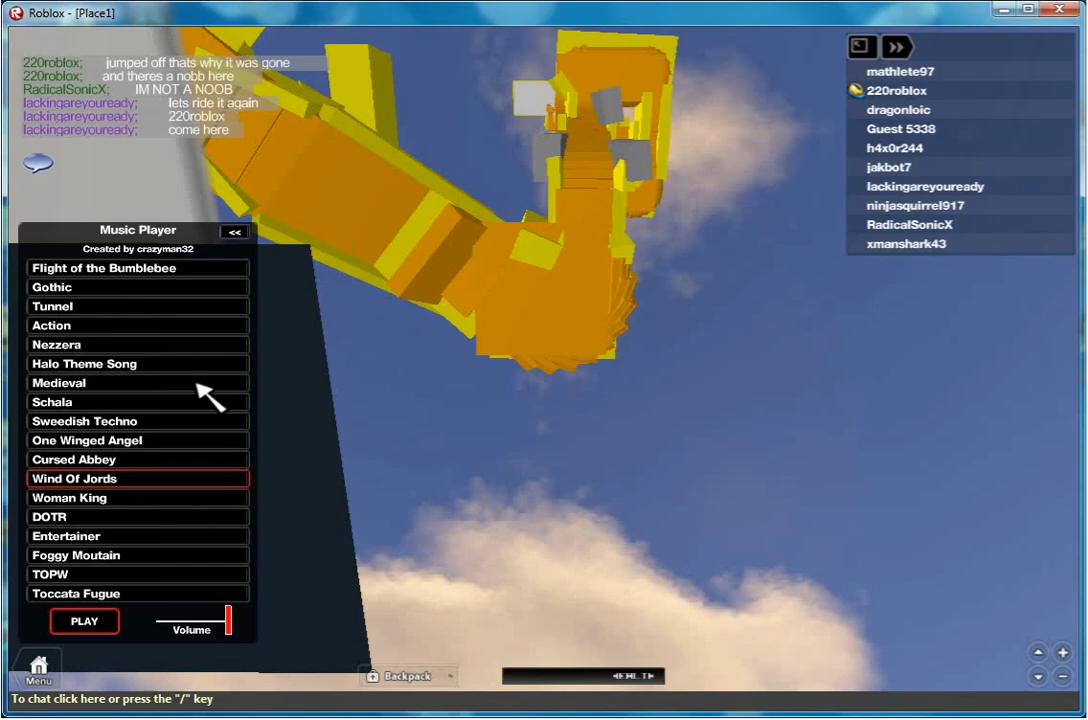 Roblox - [Place1]
220roblox; jumped off thats why it was gone
220roblox; and theres a nobb here
RadicalSonicX; IM NOT A NOOB
lackingareyouready; lets ride it again
lackingareyouready; 220roblox
lackingareyouready; come here
mathlete97
220roblox
dragonloic
Guest 5338
h4x0r244
jakbot7
lackingareyouready
ninjasquirrel917
RadicalSonicX
xmanshark43
Music Player <<
Created by crazyman32
Flight of the Bumblebee
Gothic
Tunnel
Action
Nezzera
Halo Theme Song
Medieval
Schala
Sweedish Techno
One Winged Angel
Cursed Abbey
Wind Of Jords
Woman King
DOTR
Entertainer
Foggy Moutain
TOPW
Toccata Fugue
PLAY
Volume
Menu
Backpack
HEALTH
To chat click here or press the "/" key